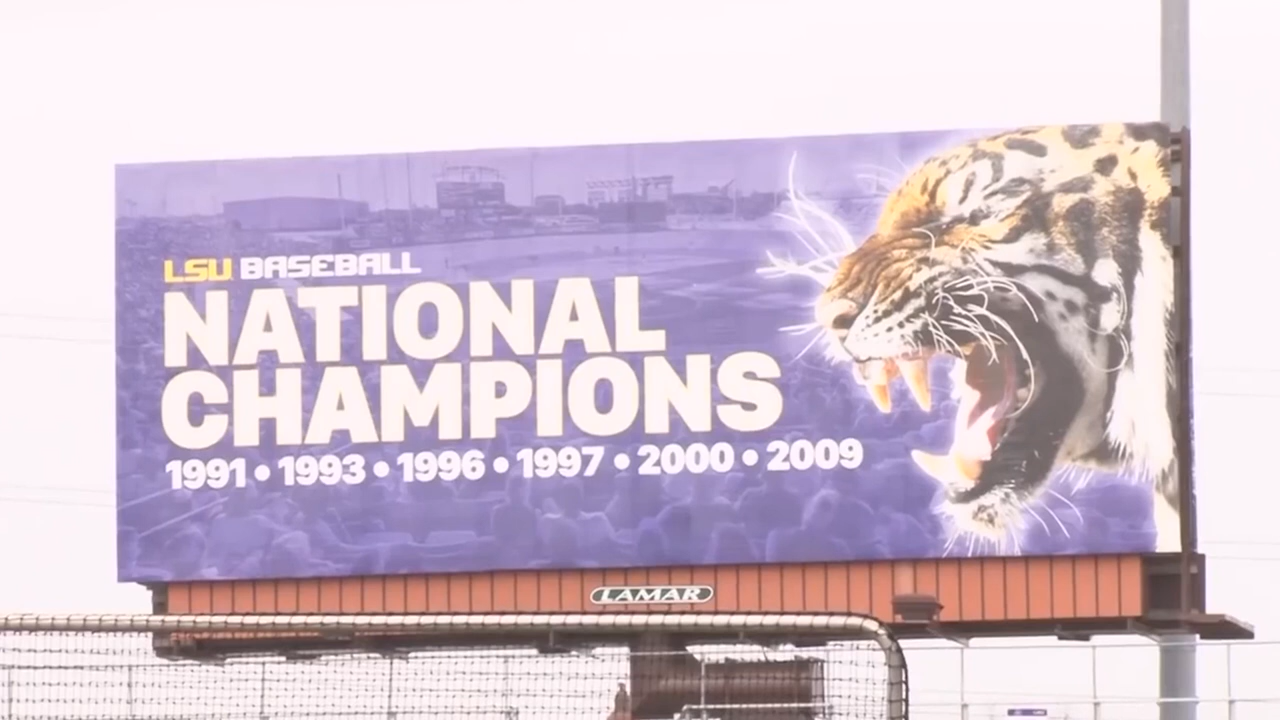 LSU BASEBALL
NATIONAL
CHAMPIONS
1991 • 1993 • 1996 • 1997 • 2000 • 2009
LAMAR